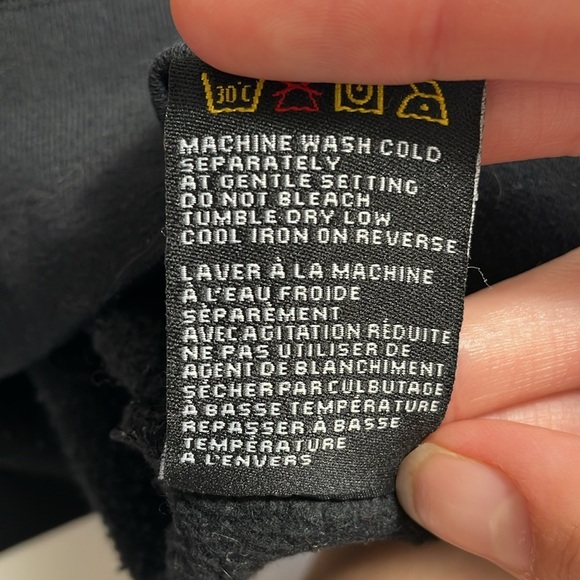 30°C
MACHINE WASH COLD
SEPARATELY
AT GENTLE SETTING
DO NOT BLEACH
TUMBLE DRY LOW
COOL IRON ON REVERSE
LAVER À LA MACHINE
À L'EAU FROIDE
SÉPARÉMENT
AVEC AGITATION RÉDUITE
NE PAS UTILISER DE
AGENT DE BLANCHIMENT
SÉCHER PAR CULBUTAGE
À BASSE TEMPÉRATURE
REPASSER À BASSE
TEMPÉRATURE
À L'ENVERS